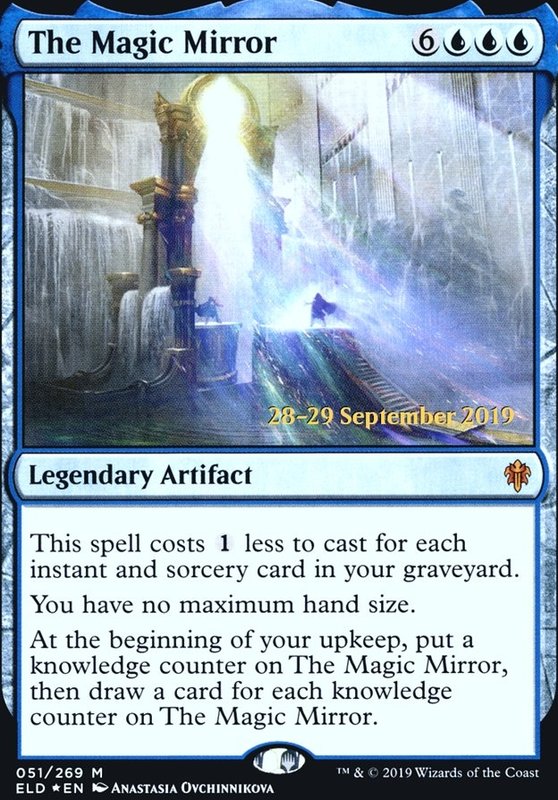 The Magic Mirror 6
28-29 September 2019
Legendary Artifact
This spell costs 1 less to cast for each
instant and sorcery card in your graveyard.
You have no maximum hand size.
At the beginning of your upkeep, put a
knowledge counter on The Magic Mirror,
then draw a card for each knowledge
counter on The Magic Mirror.
051/269 M
ELD ★ EN Anastasia Ovchinnikova
™ & © 2019 Wizards of the Coast